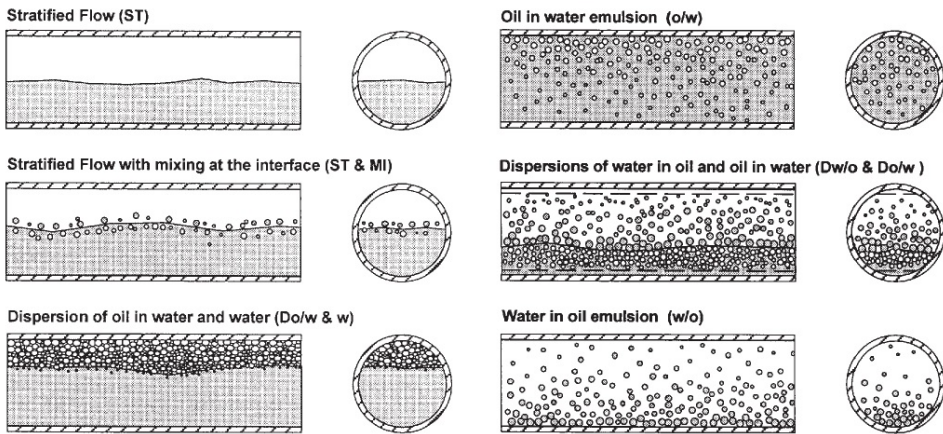 Stratified Flow (ST)
Stratified Flow with mixing at the interface (ST & MI)
Dispersion of oil in water and water (Do/w & w)
Oil in water emulsion (o/w)
Dispersions of water in oil and oil in water (Dw/o & Do/w )
Water in oil emulsion (w/o)